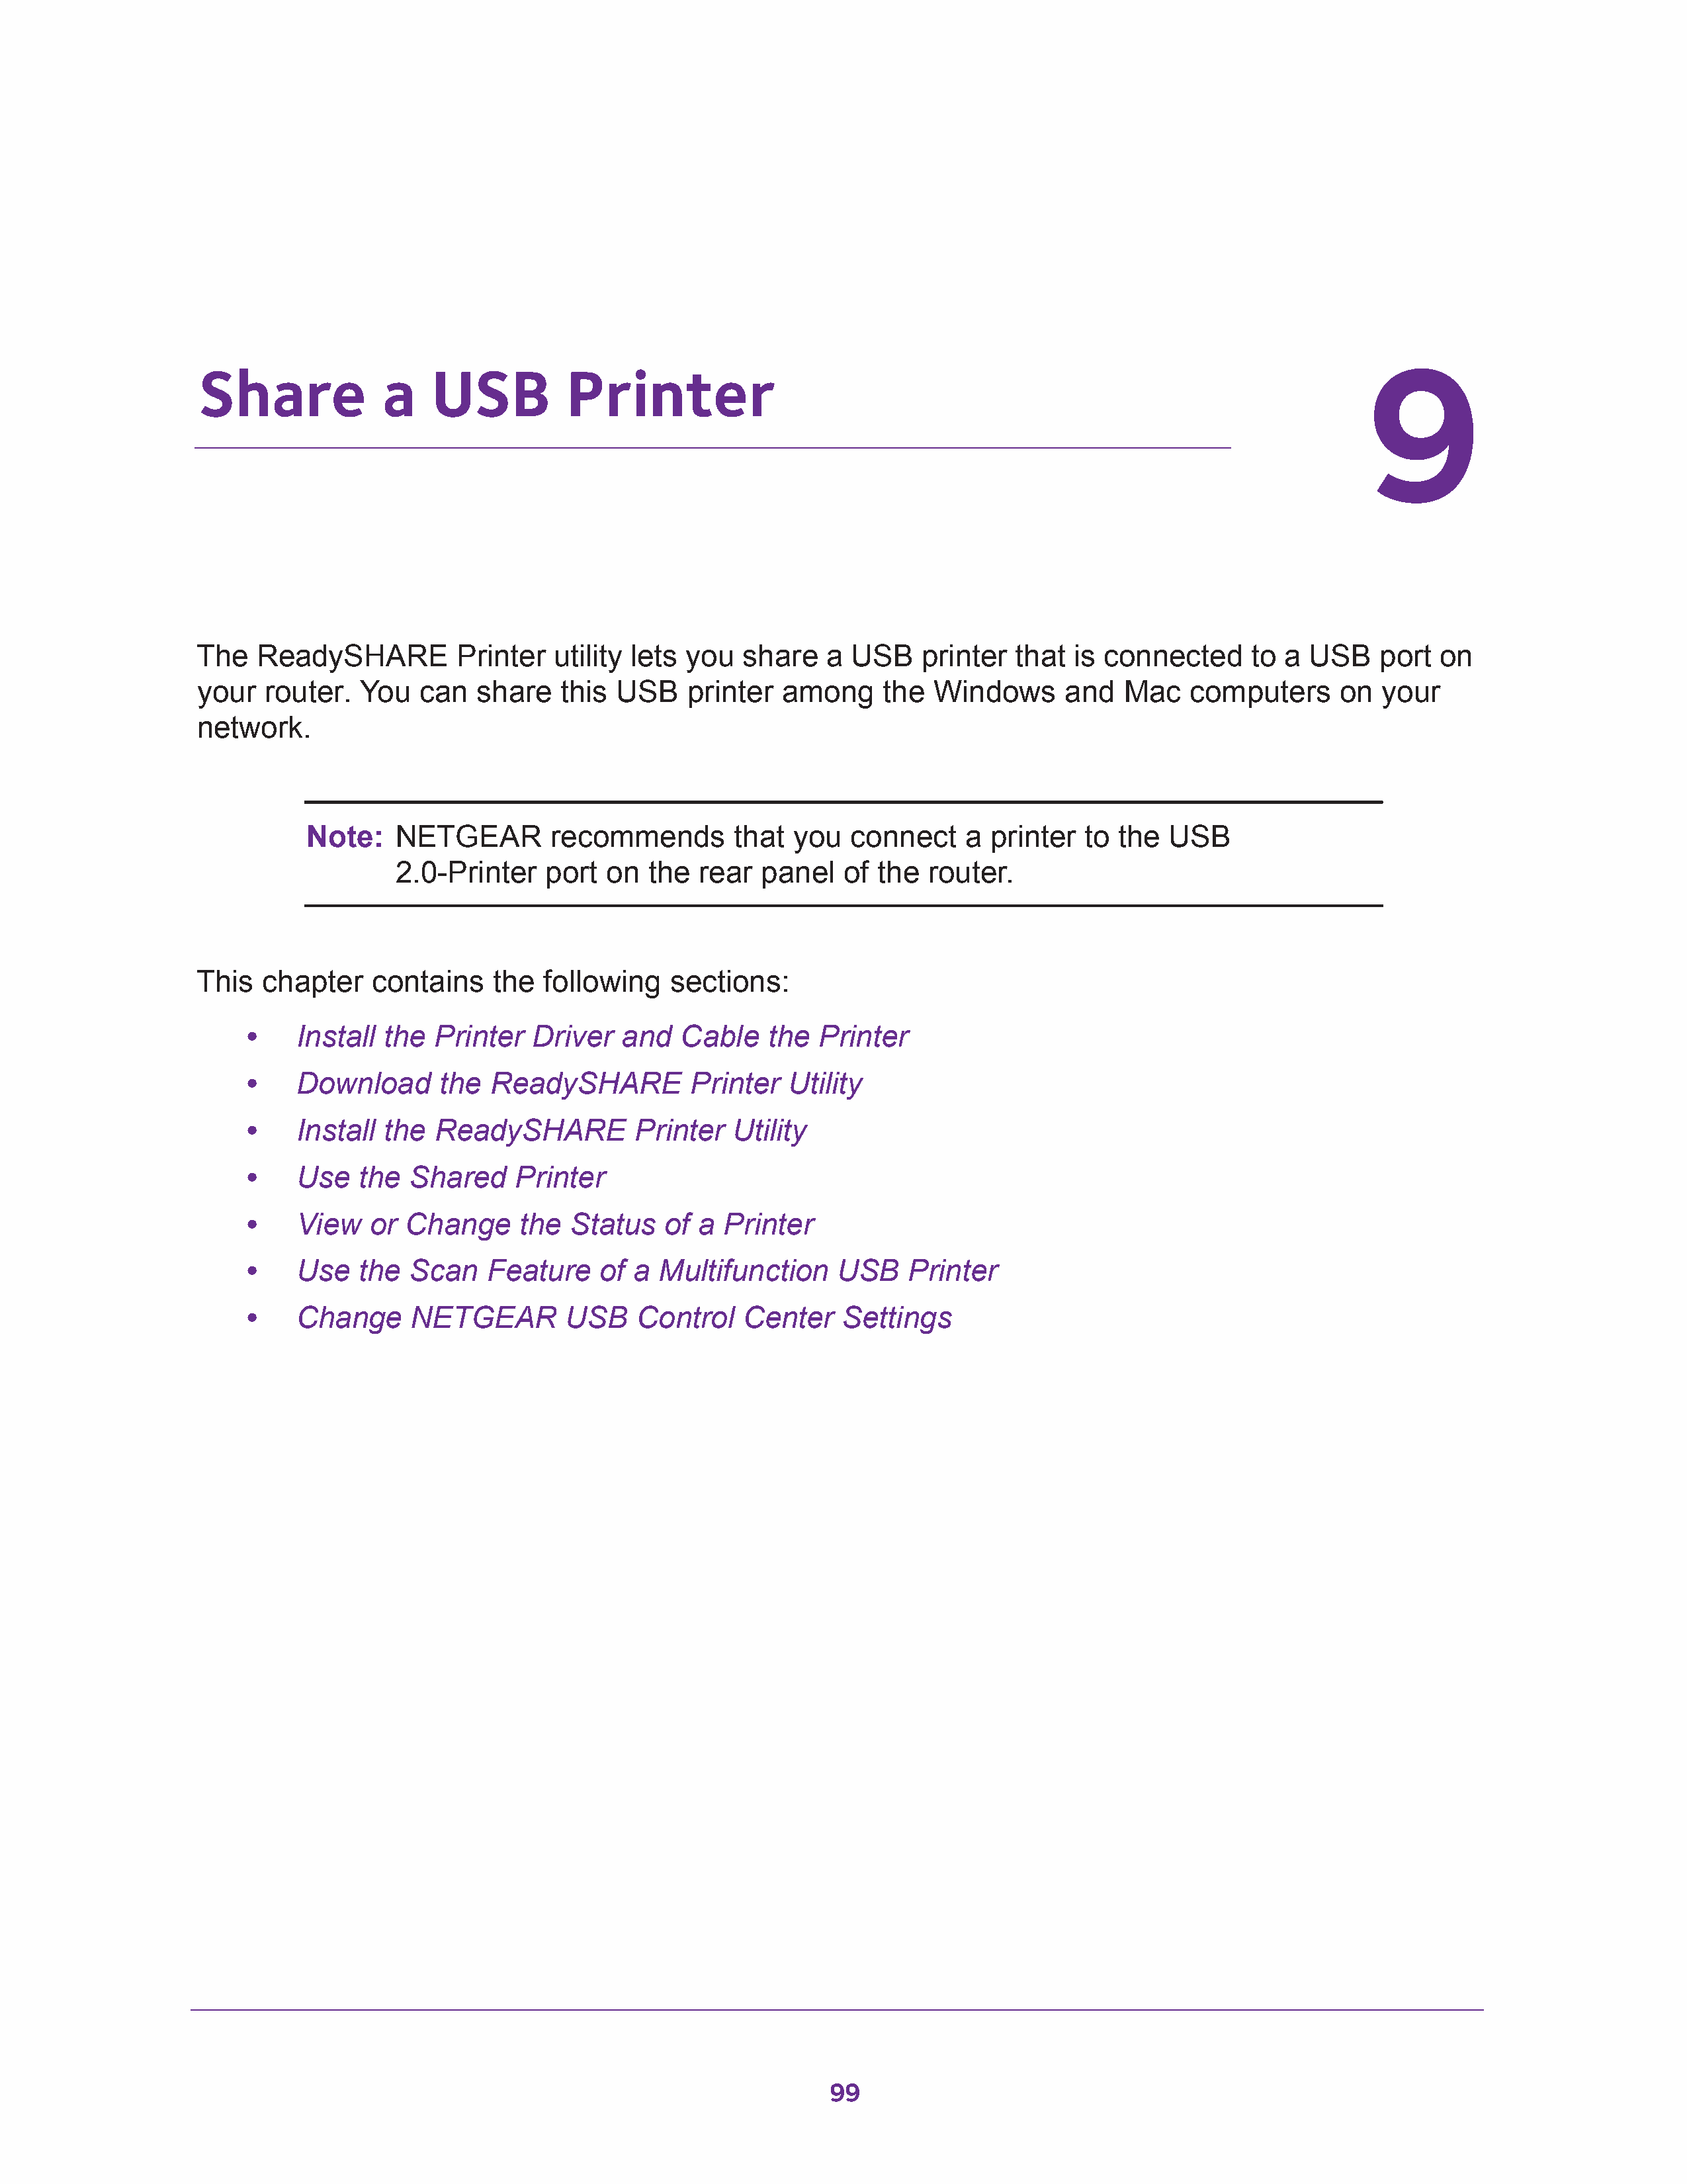 Share a USB Printer
9
The ReadySHARE Printer utility lets you share a USB printer that is connected to a USB port on
your router. You can share this USB printer among the Windows and Mac computers on your
network.
Note: NETGEAR recommends that you connect a printer to the USB
2.0-Printer port on the rear panel of the router.
This chapter contains the following sections:
• Install the Printer Driver and Cable the Printer
• Download the ReadySHARE Printer Utility
• Install the ReadySHARE Printer Utility
• Use the Shared Printer
• View or Change the Status of a Printer
• Use the Scan Feature of a Multifunction USB Printer
• Change NETGEAR USB Control Center Settings
99